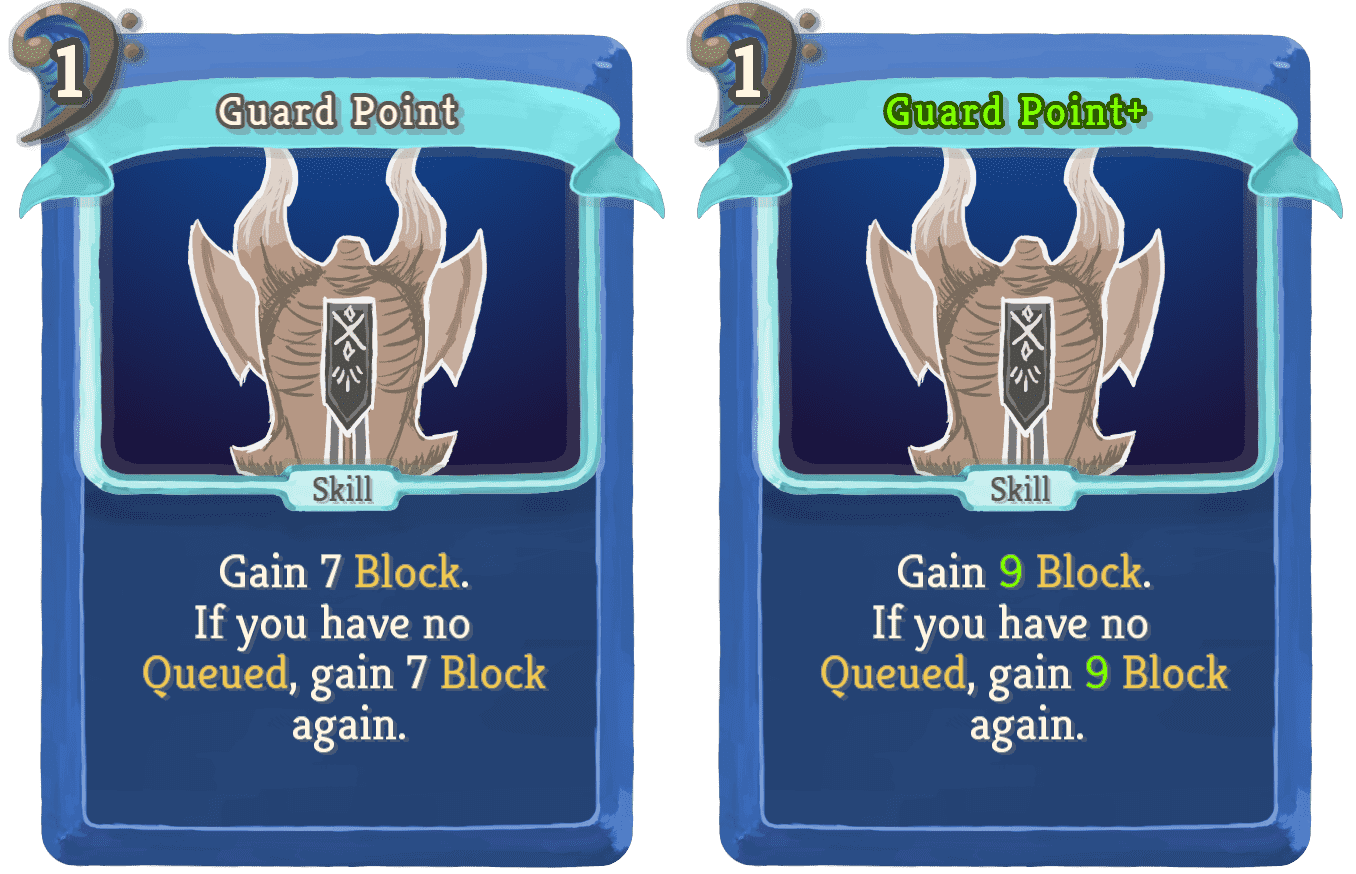 1
Guard Point
Skill
Gain 7 Block.
If you have no
Queued, gain 7 Block
again.
1
Guard Point+
Skill
Gain 9 Block.
If you have no
Queued, gain 9 Block
again.